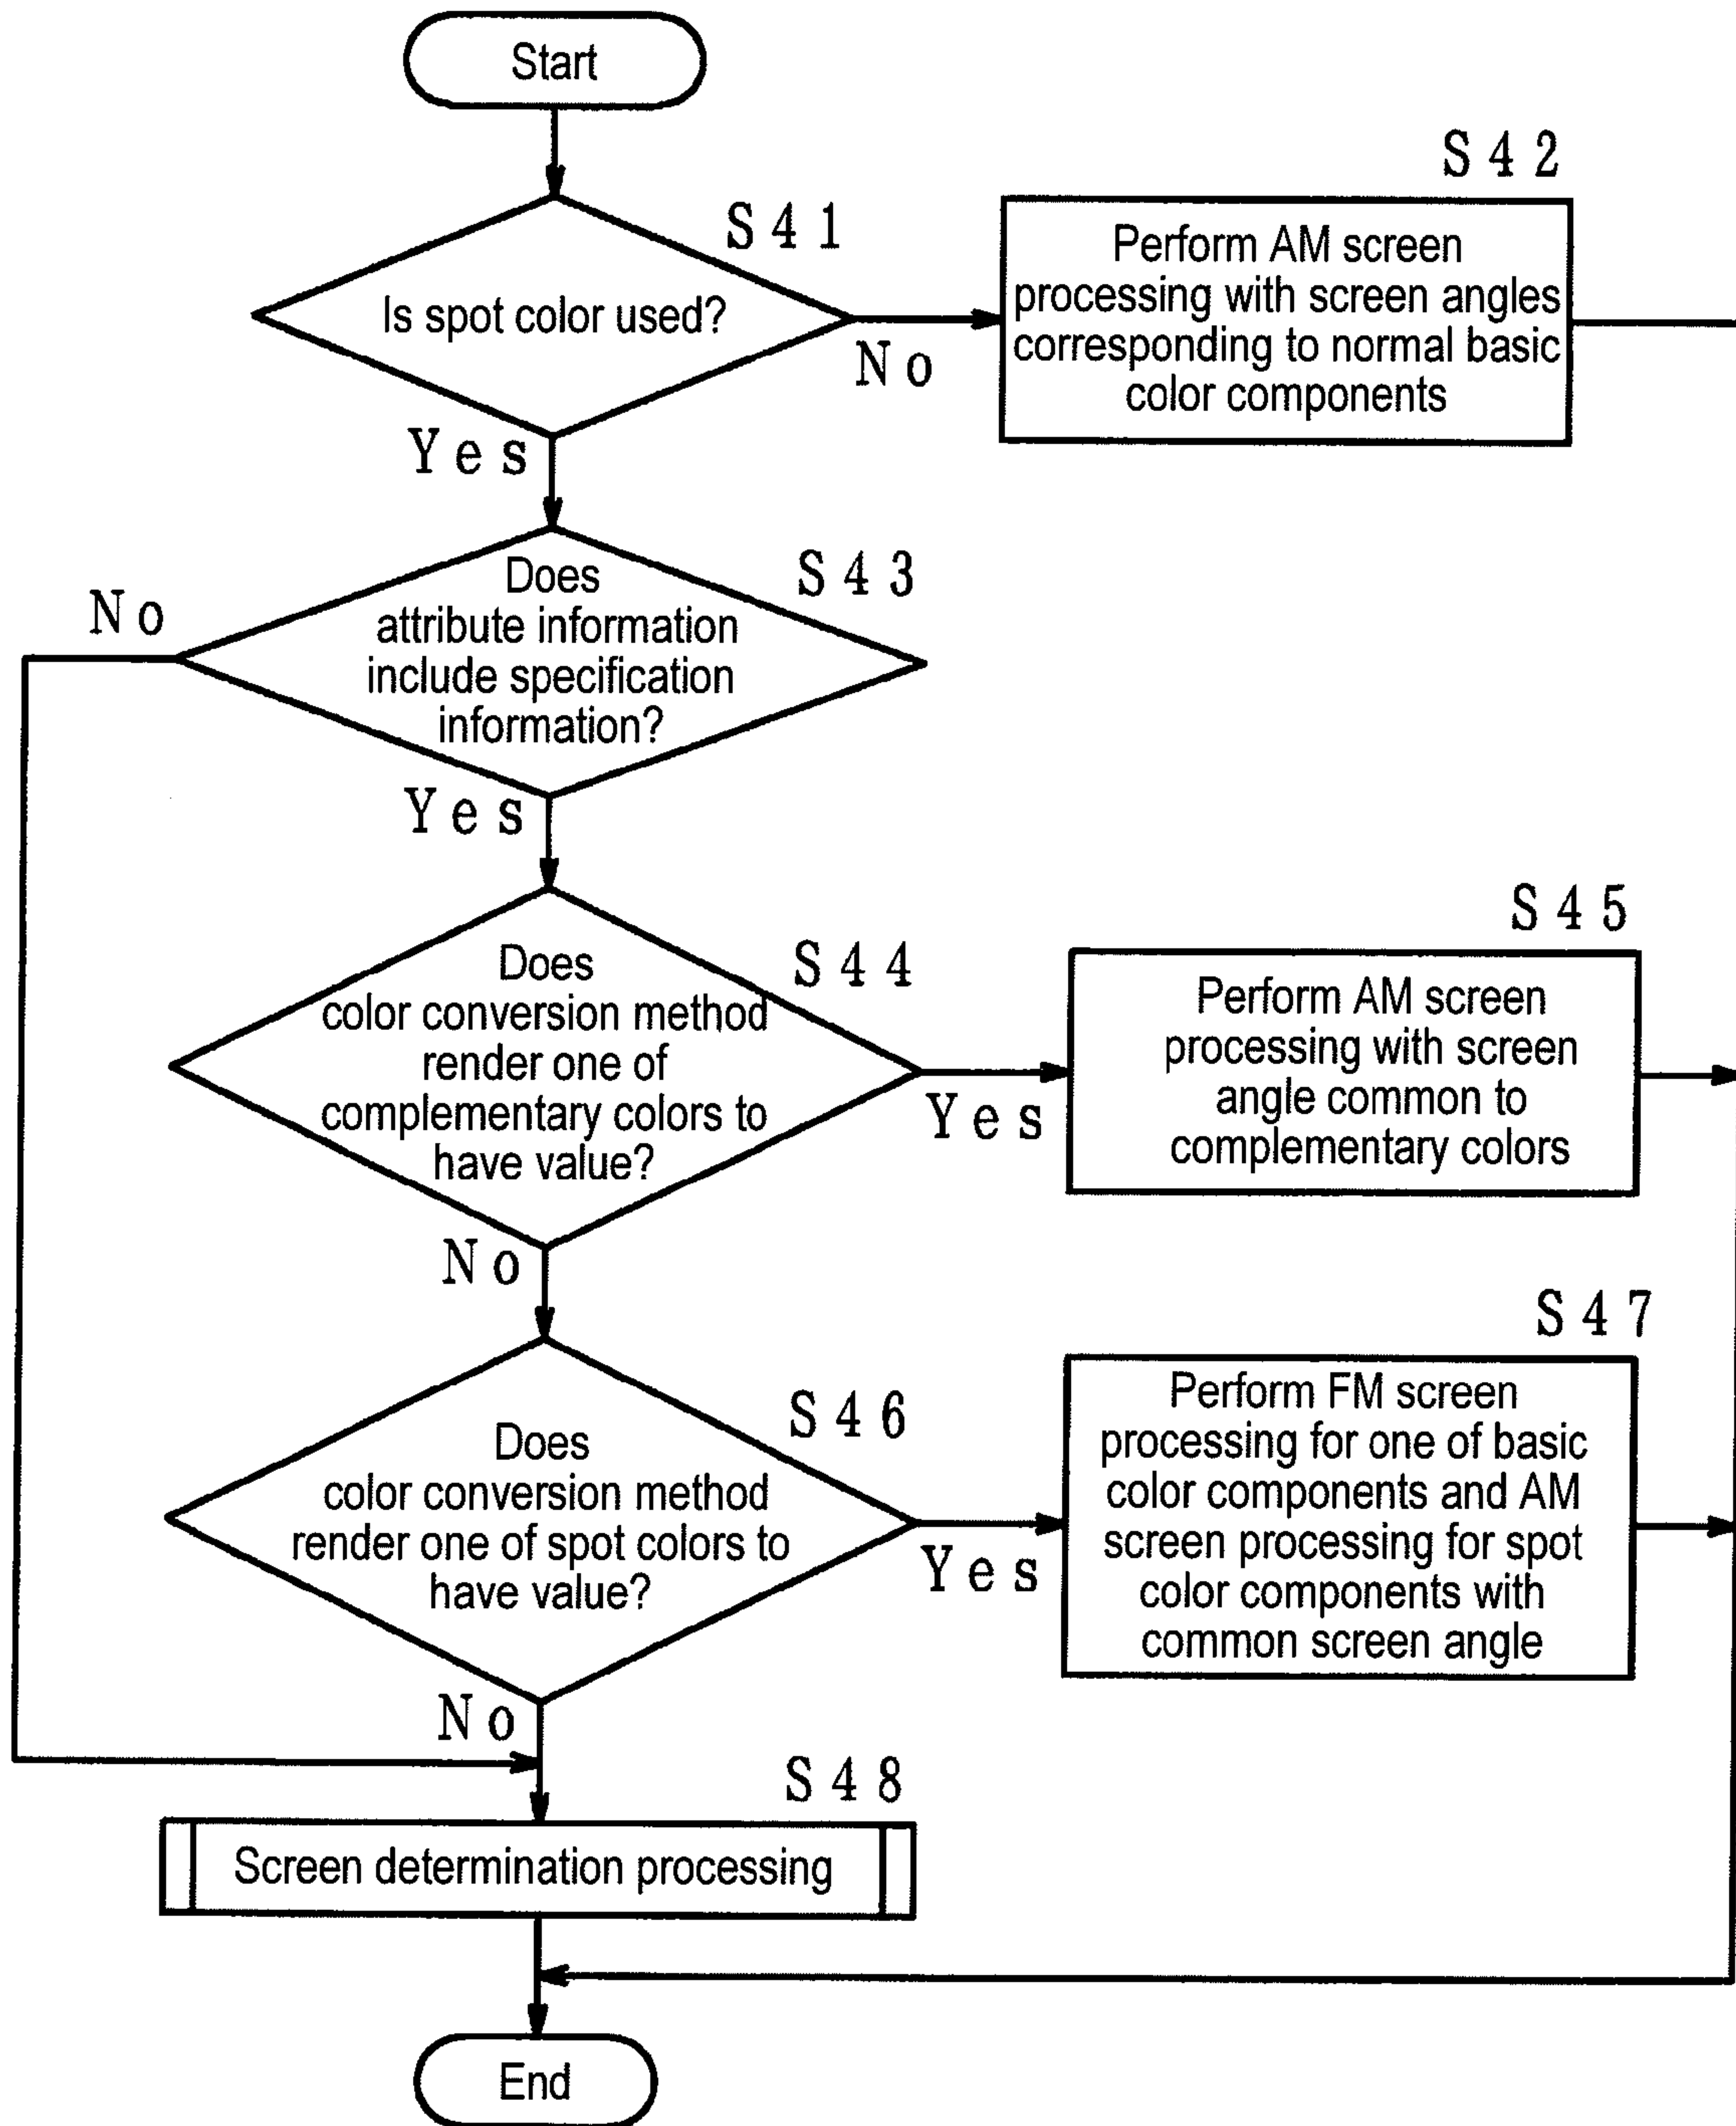 Start
S41
Is spot color used?
No
Yes
S42
Perform AM screen
processing with screen angles
corresponding to normal basic
color components
S43
Does
attribute information
include specification
information?
No
Yes
S44
Does
color conversion method
render one of
complementary colors to
have value?
Yes
No
S45
Perform AM screen
processing with screen
angle common to
complementary colors
S46
Does
color conversion method
render one of spot colors to
have value?
Yes
No
S47
Perform FM screen
processing for one of basic
color components and AM
screen processing for spot
color components with
common screen angle
S48
Screen determination processing
End